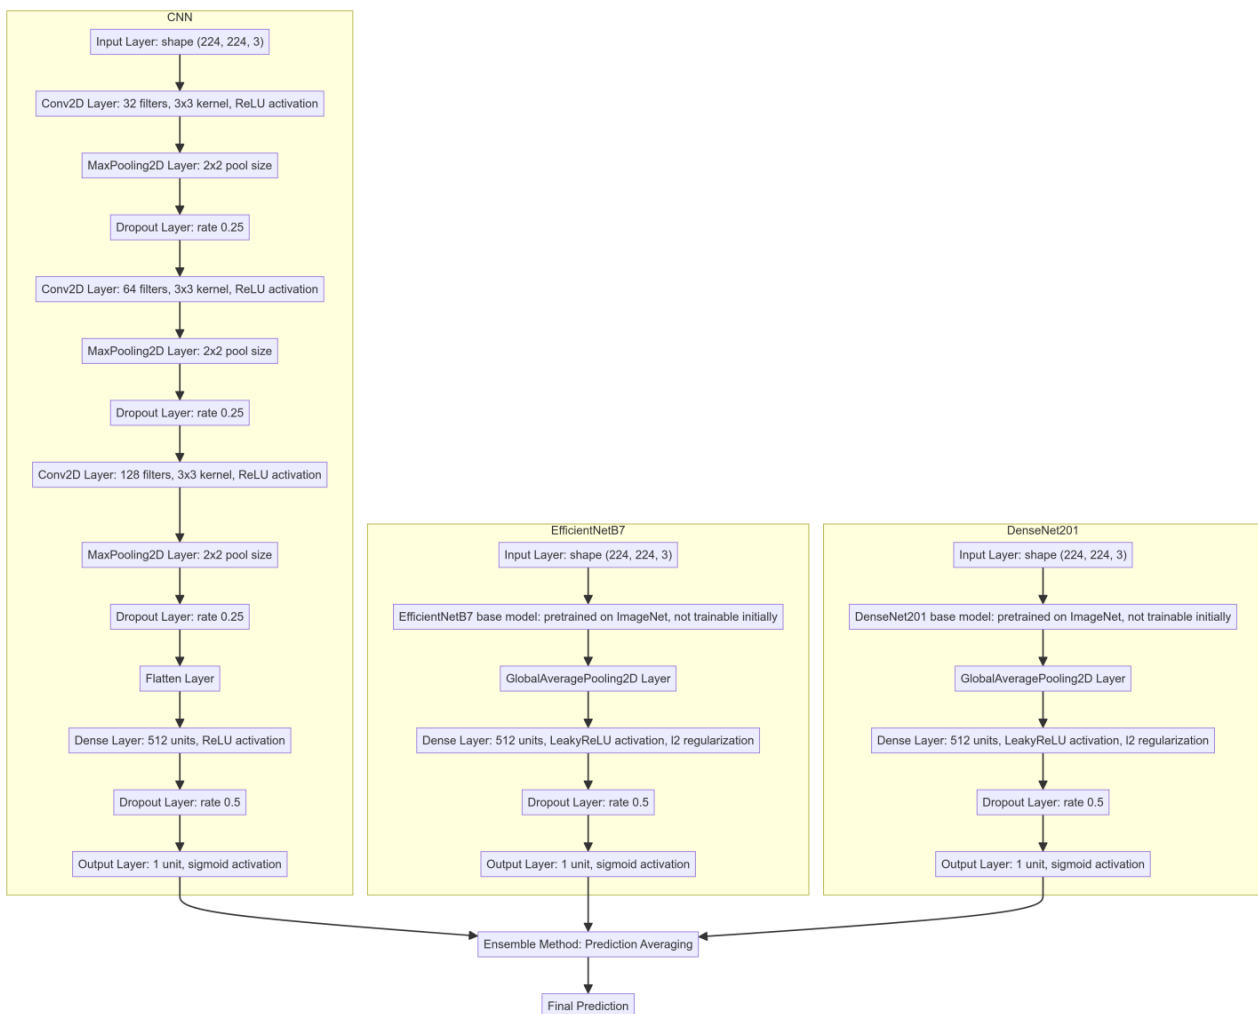 CNN
Input Layer: shape (224, 224, 3)
Conv2D Layer: 32 filters, 3x3 kernel, ReLU activation
MaxPooling2D Layer: 2x2 pool size
Dropout Layer: rate 0.25
Conv2D Layer: 64 filters, 3x3 kernel, ReLU activation
MaxPooling2D Layer: 2x2 pool size
Dropout Layer: rate 0.25
Conv2D Layer: 128 filters, 3x3 kernel, ReLU activation
MaxPooling2D Layer: 2x2 pool size
Dropout Layer: rate 0.25
Flatten Layer
Dense Layer: 512 units, ReLU activation
Dropout Layer: rate 0.5
Output Layer: 1 unit, sigmoid activation
EfficientNetB7
Input Layer: shape (224, 224, 3)
EfficientNetB7 base model: pretrained on ImageNet, not trainable initially
GlobalAveragePooling2D Layer
Dense Layer: 512 units, LeakyReLU activation, l2 regularization
Dropout Layer: rate 0.5
Output Layer: 1 unit, sigmoid activation
DenseNet201
Input Layer: shape (224, 224, 3)
DenseNet201 base model: pretrained on ImageNet, not trainable initially
GlobalAveragePooling2D Layer
Dense Layer: 512 units, LeakyReLU activation, l2 regularization
Dropout Layer: rate 0.5
Output Layer: 1 unit, sigmoid activation
Ensemble Method: Prediction Averaging
Final Prediction